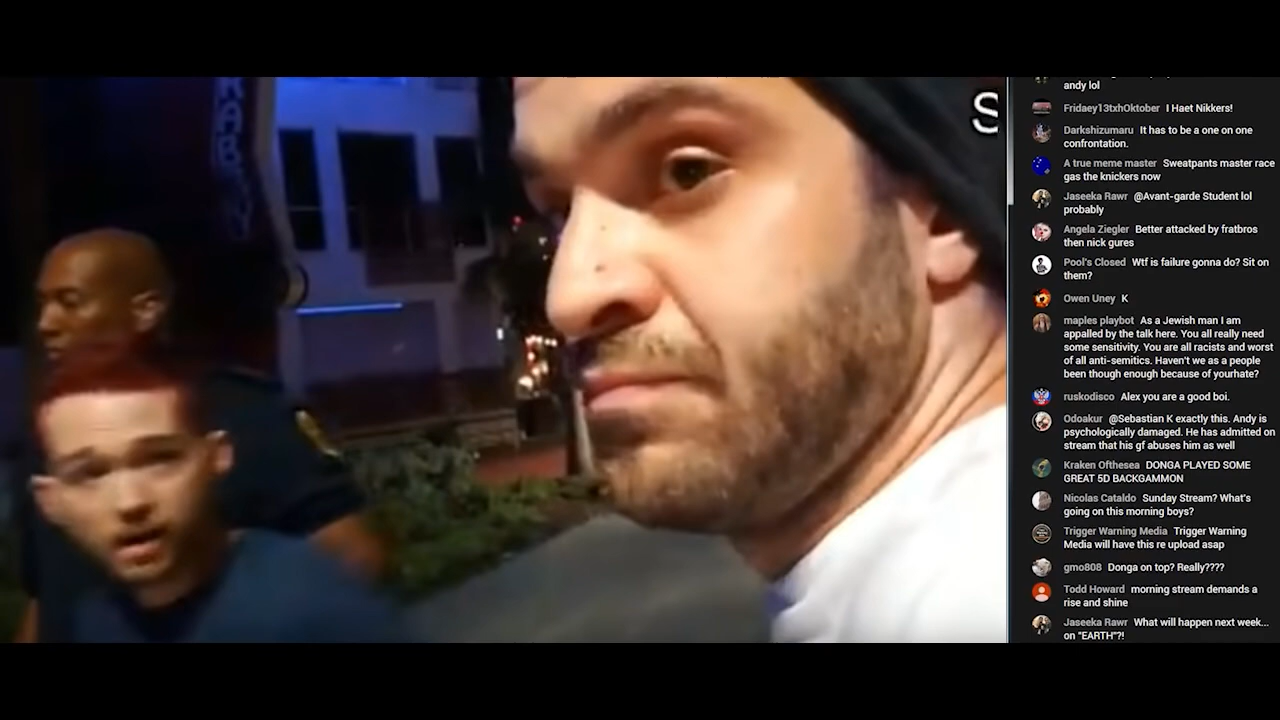 S
andy lol
Fridaey13txhOktober I Haet Nikkers!
Darkshizumaru It has to be a one on one
confrontation.
A true meme master Sweatpants master race
gas the knickers now
Jaseeka Rawr @Avant-garde Student lol
probably
Angela Ziegler Better attacked by fratbros
then nick gures
Pool's Closed Wtf is failure gonna do? Sit on
them?
Owen Uney K
maples playbot As a Jewish man I am
appalled by the talk here. You all really need
some sensitivity. You are all racists and worst
of all anti-semitics. Haven't we as a people
been though enough because of yourhate?
ruskodisco Alex you are a good boi.
Odoakur @Sebastian K exactly this. Andy is
psychologically damaged. He has admitted on
stream that his gf abuses him as well
Kraken Ofthesea DONGA PLAYED SOME
GREAT 5D BACKGAMMON
Nicolas Cataldo Sunday Stream? What's
going on this morning boys?
Trigger Warning Media Trigger Warning
Media will have this re upload asap
gmo808 Donga on top? Really????
Todd Howard morning stream demands a
rise and shine
Jaseeka Rawr What will happen next week...
on "EARTH"?!